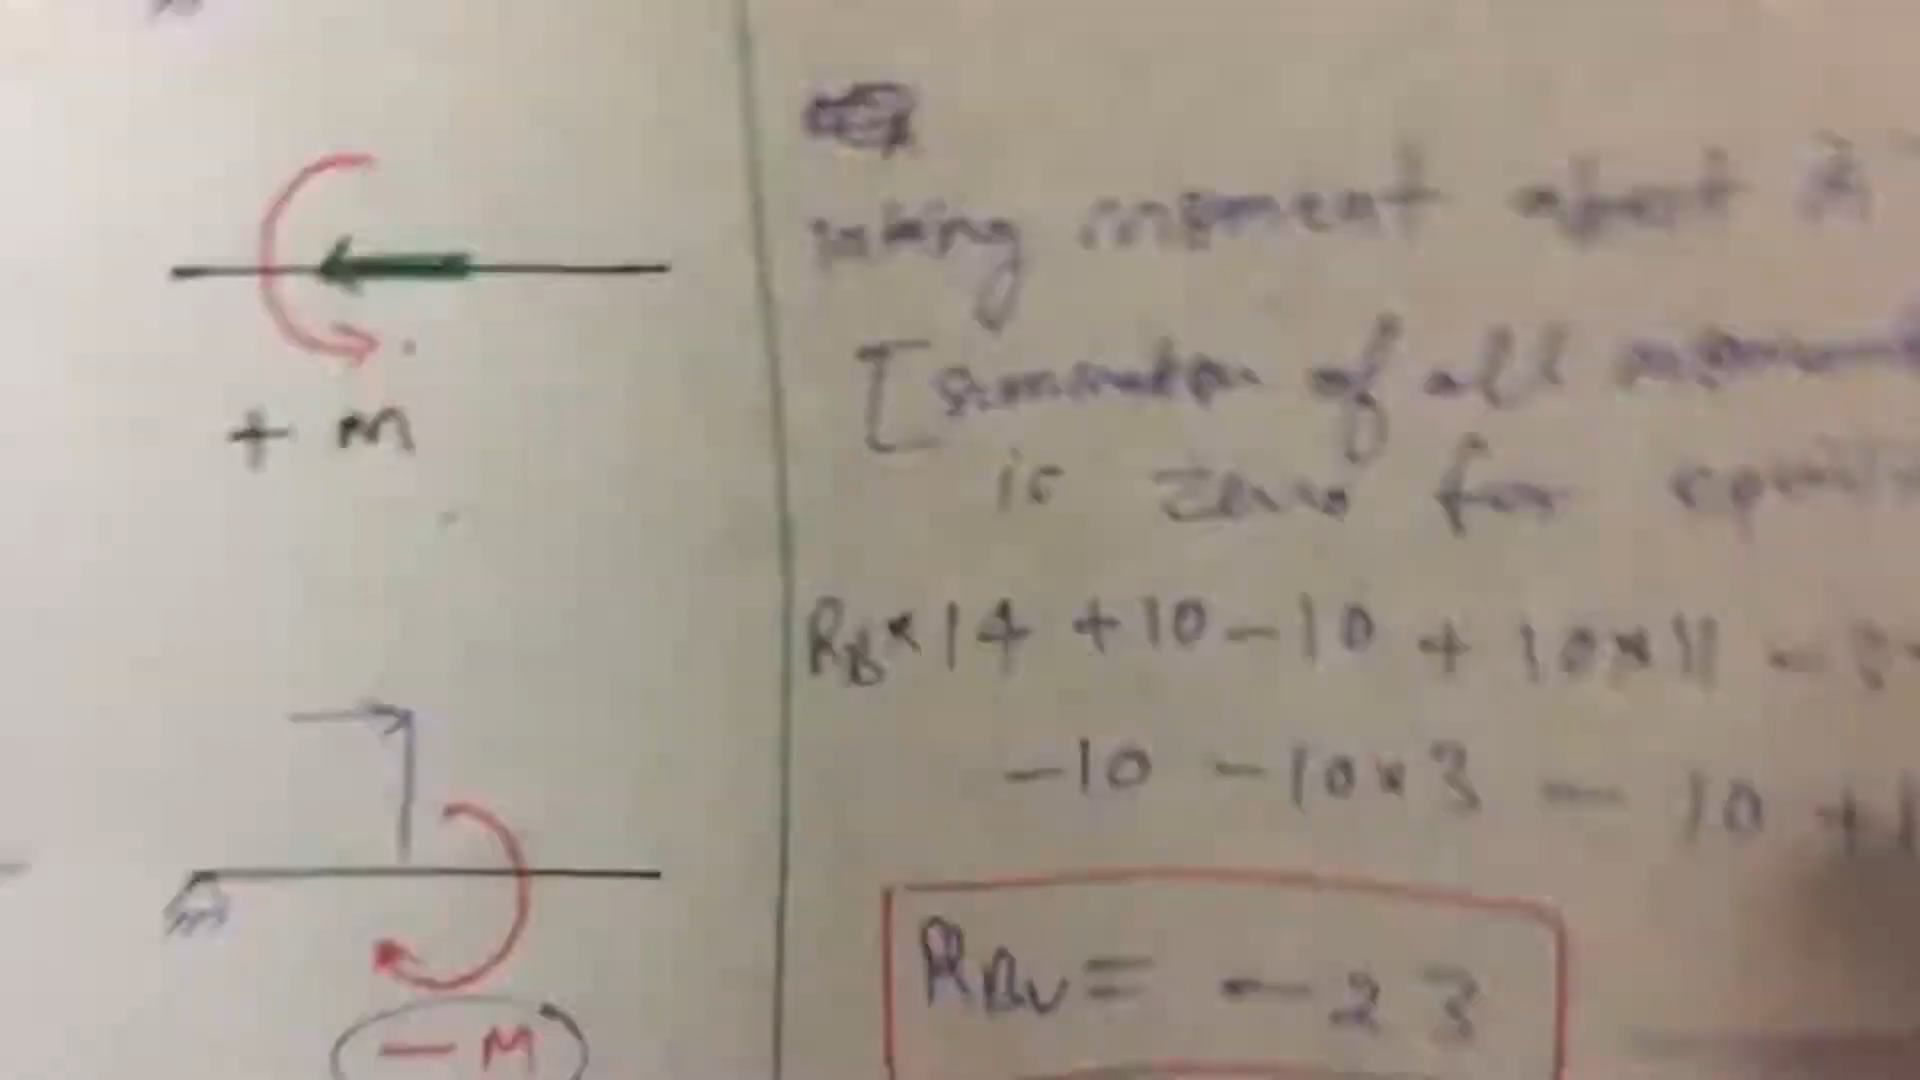 + M
- M
taking moment about A
[summation of all
is zero for
RB*14 +10-10 + 10*11 -
-10 -10*3 - 10 +
RBV = -23